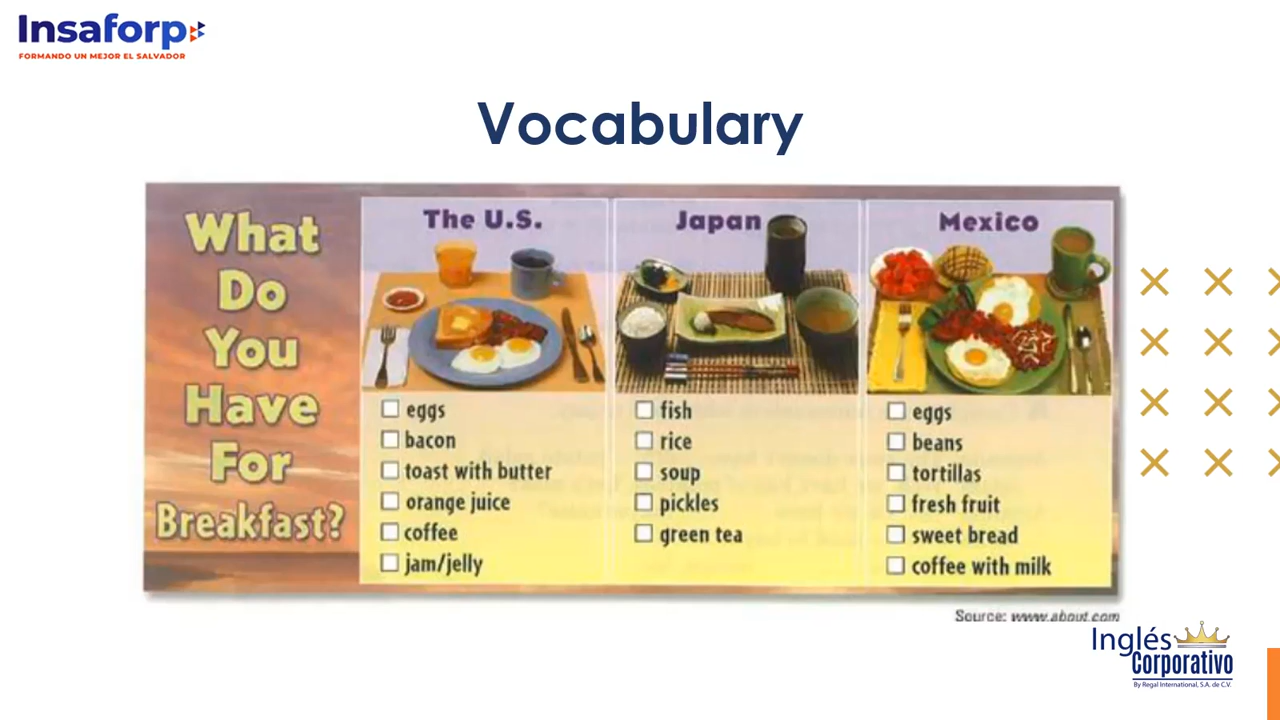 Insaforp
FORMANDO UN MEJOR EL SALVADOR
Vocabulary
What
Do
You
Have
For
Breakfast?
The U.S.
eggs
bacon
toast with butter
orange juice
coffee
jam/jelly
Japan
fish
rice
soup
pickles
green tea
Mexico
eggs
beans
tortillas
fresh fruit
sweet bread
coffee with milk
Source: www.about.com
Inglés
Corporativo
By Regal International, S.A. de C.V.